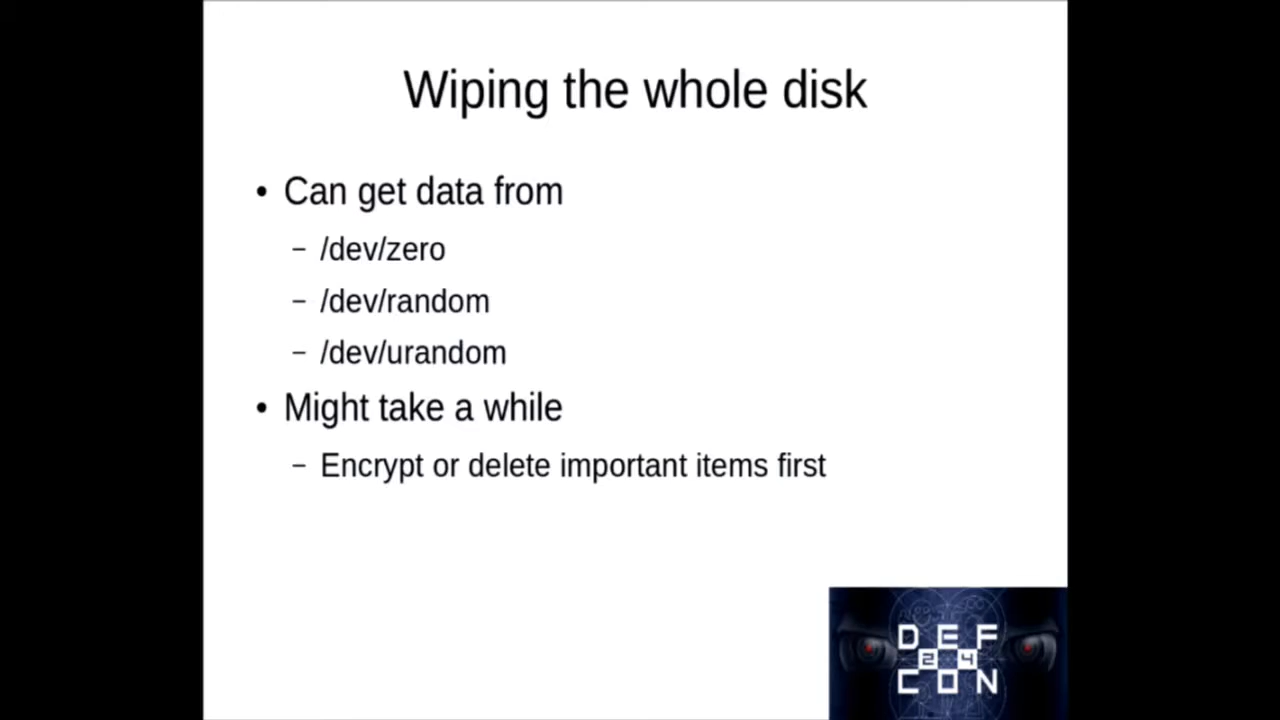 Wiping the whole disk
• Can get data from
– /dev/zero
– /dev/random
– /dev/urandom
• Might take a while
– Encrypt or delete important items first
DEF
24
CON